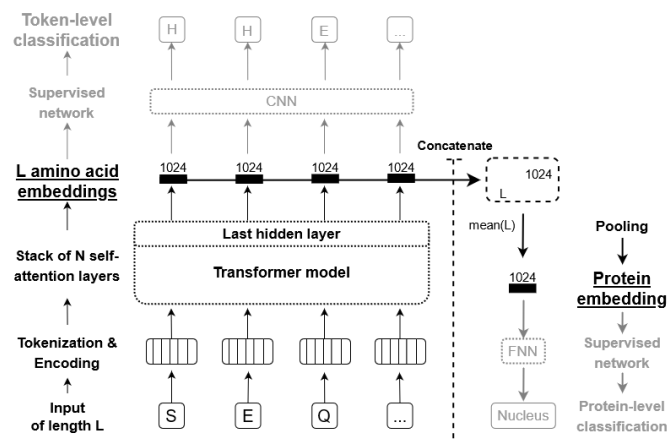 Token-level
classification
H
H
E
...
Supervised
network
CNN
L amino acid
embeddings
1024
1024
1024
1024
Concatenate
1024
L
Last hidden layer
Transformer model
Stack of N self-
attention layers
mean(L)
Pooling
1024
Protein
embedding
Tokenization &
Encoding
FNN
Supervised
network
Input
of length L
S
E
Q
...
Nucleus
Protein-level
classification